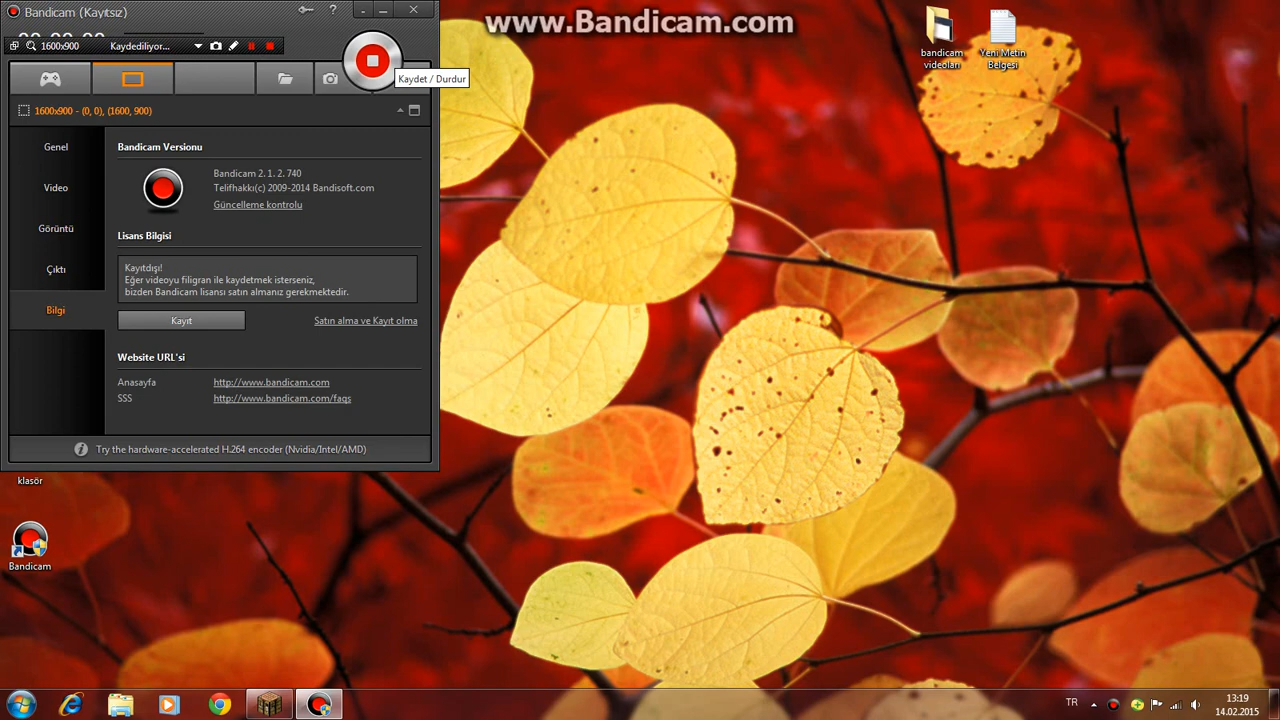 Bandicam (Kayıtsız)
www.Bandicam.com
1600x900
Kaydediliyor...
Kaydet / Durdur
1600x900 - (0, 0), (1600, 900)
Genel
Video
Görüntü
Çıktı
Bilgi
Bandicam Versionu
Bandicam 2. 1. 2. 740
Telifhakkı(c) 2009-2014 Bandisoft.com
Güncelleme kontrolu
Lisans Bilgisi
Kayıtdışı!
Eğer videoyu filigran ile kaydetmek isterseniz,
bizden Bandicam lisansı satın almanız gerekmektedir.
Kayıt
Satın alma ve Kayıt olma
Website URL'si
Anasayfa
http://www.bandicam.com
SSS
http://www.bandicam.com/faqs
Try the hardware-accelerated H.264 encoder (Nvidia/Intel/AMD)
bandicam
videoları
Yeni Metin
Belgesi
klasör
Bandicam
TR
13:19
14.02.2015